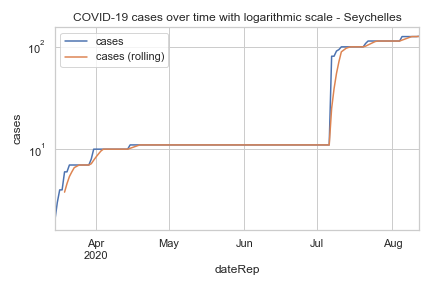 COVID-19 cases over time with logarithmic scale - Seychelles
cases
cases (rolling)
10²
10¹
cases
Apr
2020
May
Jun
Jul
Aug
dateRep